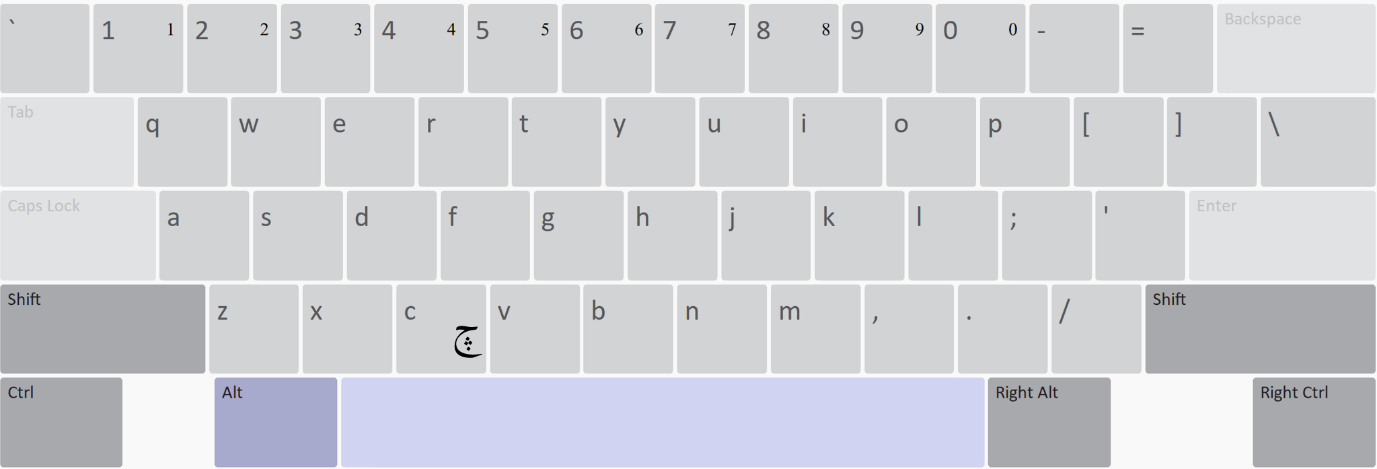 ` 1 1 2 2 3 3 4 4 5 5 6 6 7 7 8 8 9 9 0 0 - = Backspace
Tab q w e r t y u i o p [ ] \
Caps Lock a s d f g h j k l ; ' Enter
Shift z x c ڇ v b n m , . / Shift
Ctrl Alt Right Alt Right Ctrl